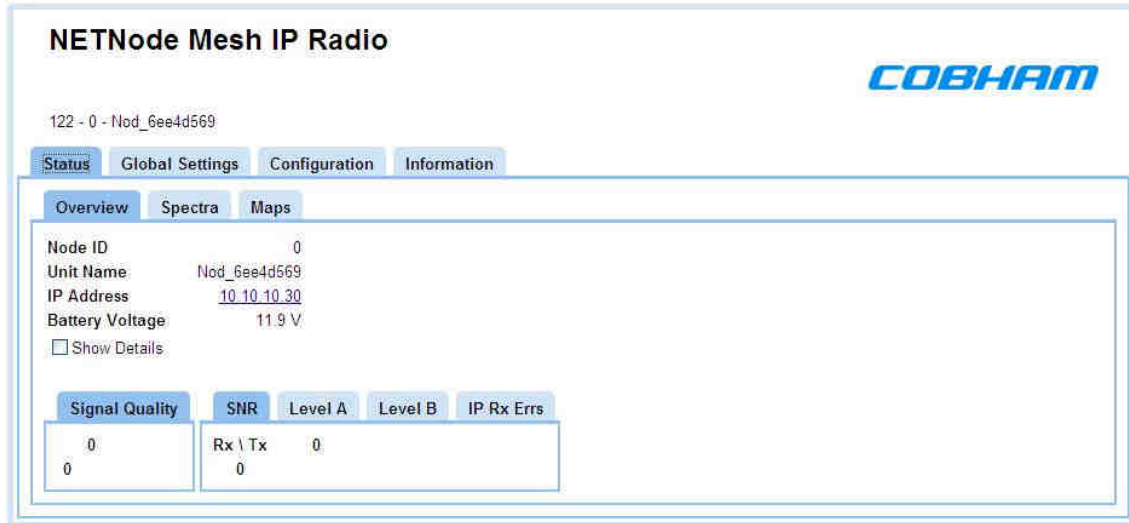 NETNode Mesh IP Radio
COBHAM
122 - 0 - Nod_6ee4d569
Status Global Settings Configuration Information
Overview Spectra Maps
Node ID 0
Unit Name Nod_6ee4d569
IP Address 10.10.10.30
Battery Voltage 11.9 V
Show Details
Signal Quality SNR Level A Level B IP Rx Errs
0 Rx \ Tx 0
0 0